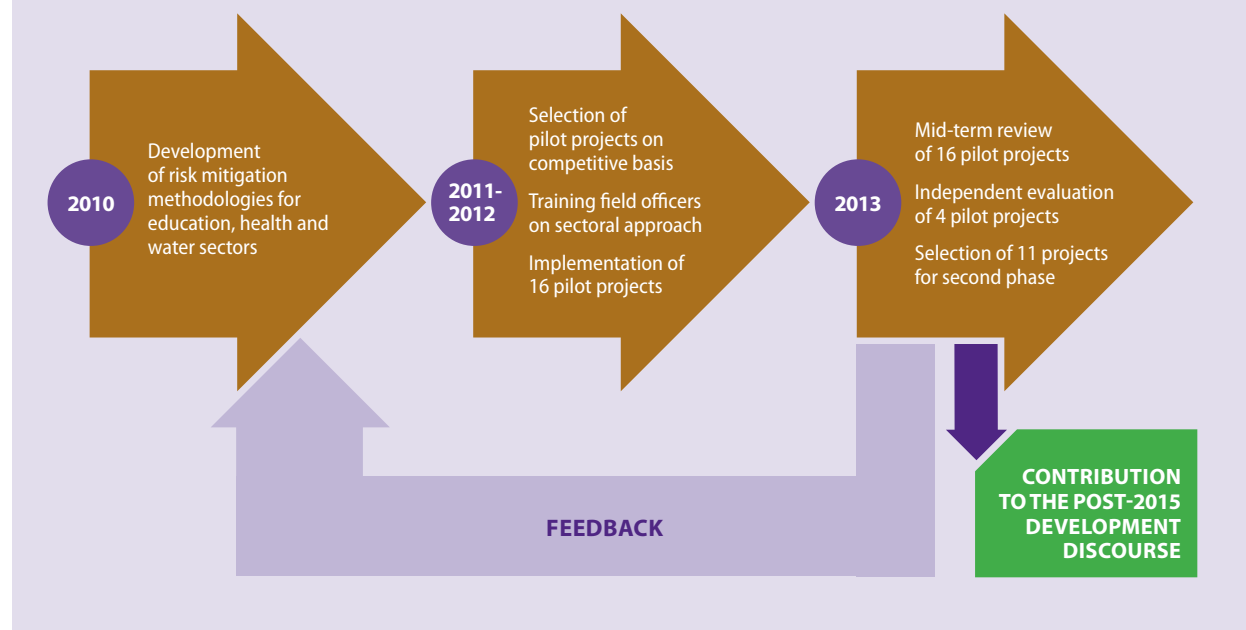 2010
Development
of risk mitigation
methodologies for
education, health and
water sectors
2011-
2012
Selection of
pilot projects on
competitive basis
Training field officers
on sectoral approach
Implementation of
16 pilot projects
2013
Mid-term review
of 16 pilot projects
Independent evaluation
of 4 pilot projects
Selection of 11 projects
for second phase
FEEDBACK
CONTRIBUTION
TO THE POST-2015
DEVELOPMENT
DISCOURSE